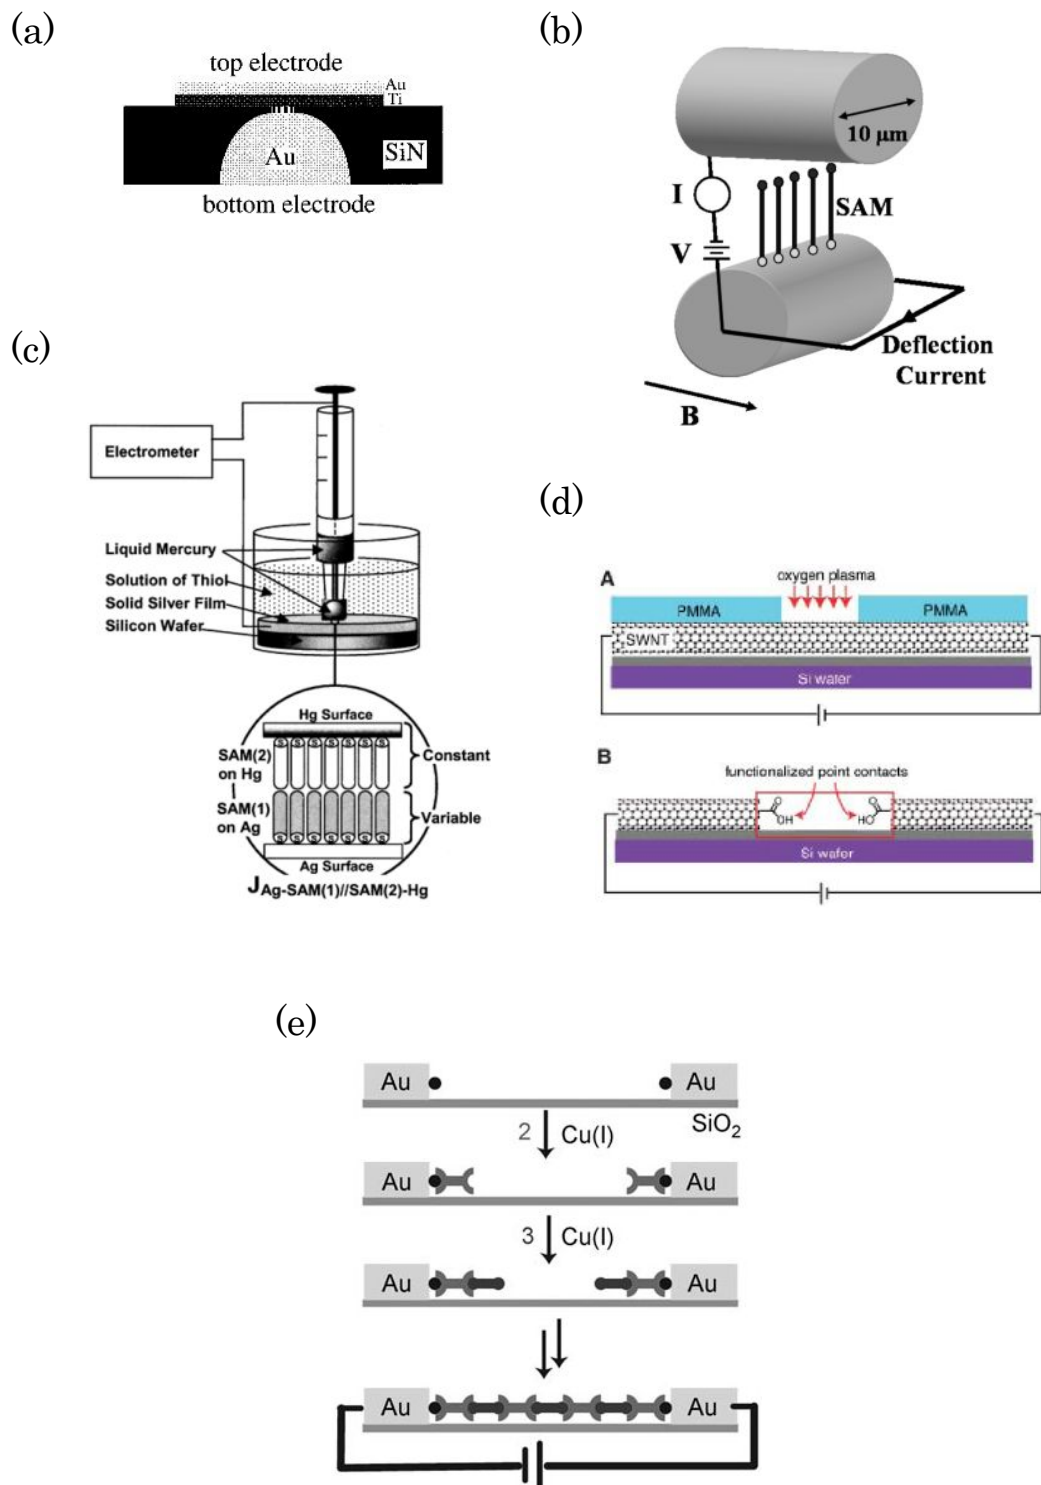 (a)
top electrode
Au
Ti
Au
SiN
bottom electrode
(b)
10 μm
I
SAM
V
Deflection
Current
B
(c)
Electrometer
Liquid Mercury
Solution of Thiol
Solid Silver Film
Silicon Wafer
Hg Surface
S S S S S S S
SAM(2)
on Hg
Constant
SAM(1)
on Ag
Variable
S S S S S S S
Ag Surface
JAg-SAM(1)//SAM(2)-Hg
(d)
A
oxygen plasma
PMMA
PMMA
SWNT
Si wafer
B
functionalized point contacts
O
OH
O
HO
Si wafer
(e)
Au
Au
SiO2
2
Cu(I)
Au
Au
3
Cu(I)
Au
Au
Au
Au